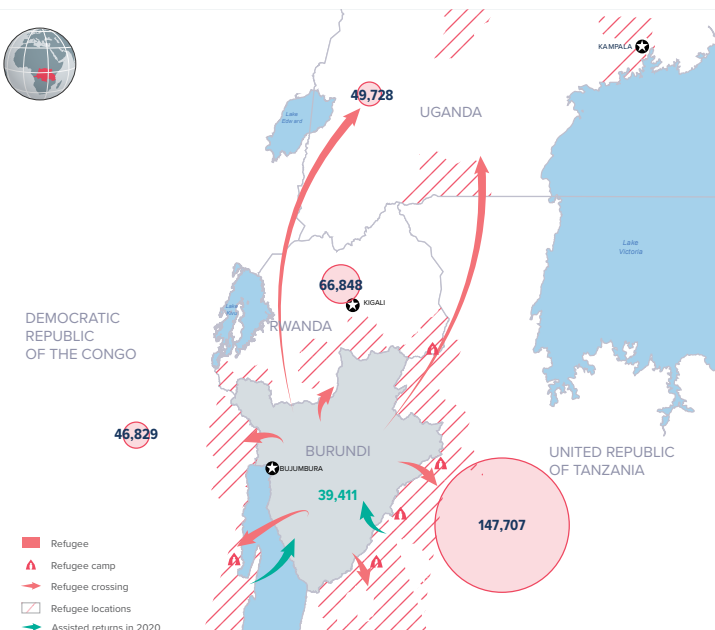 KAMPALA
49,728
UGANDA
Lake
Edward
Lake
Victoria
66,848
KIGALI
Lake
Kivu
RWANDA
DEMOCRATIC
REPUBLIC
OF THE CONGO
46,829
BURUNDI
BUJUMBURA
UNITED REPUBLIC
OF TANZANIA
39,411
147,707
Refugee
Refugee camp
Refugee crossing
Refugee locations
Assisted returns in 2020